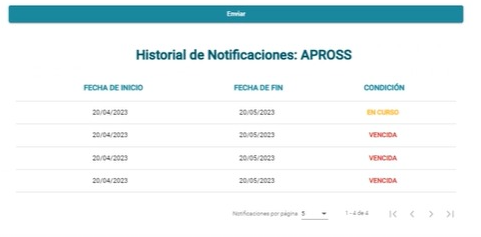 Enviar
Historial de Notificaciones: APROSS
FECHA DE INICIO FECHA DE FIN CONDICIÓN
20/04/2023 20/05/2023 EN CURSO
20/04/2023 20/05/2023 VENCIDA
20/04/2023 20/05/2023 VENCIDA
20/04/2023 20/05/2023 VENCIDA
Notificaciones por página 5 1 - 4 de 4